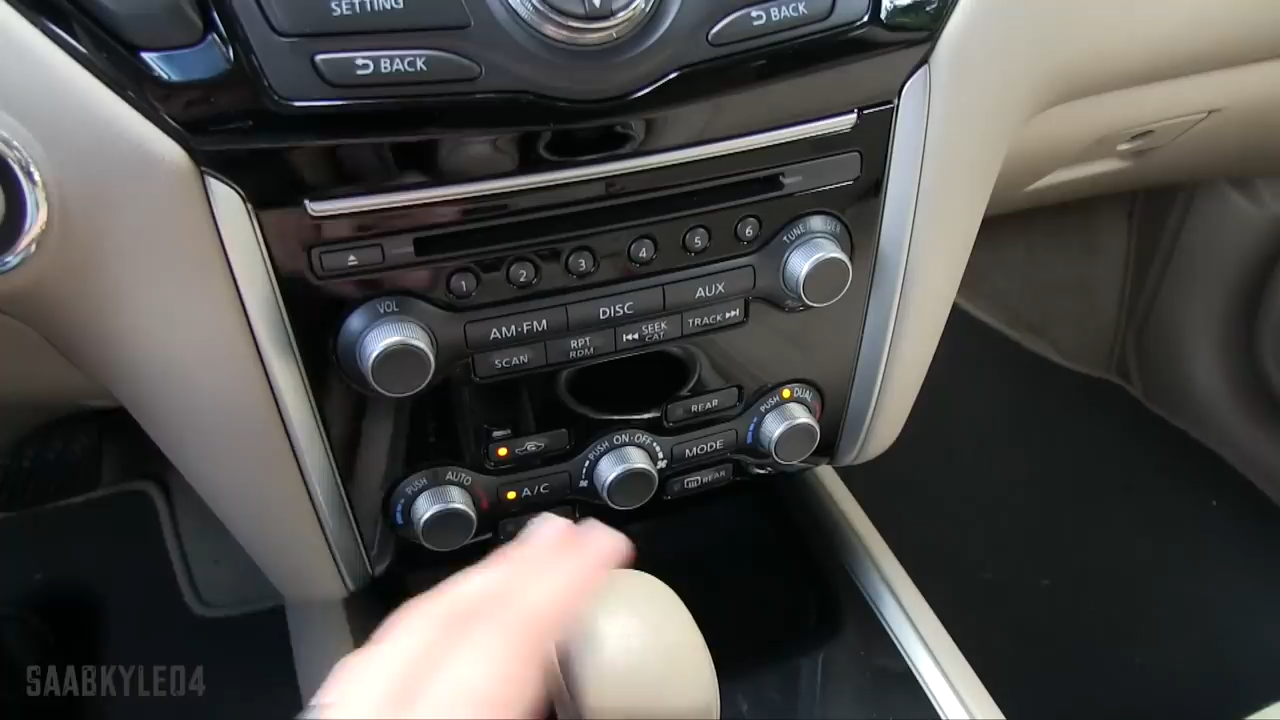 SETTING
BACK
BACK
1 2 3 4 5 6
TUNE/FOLDER
VOL
AM·FM DISC AUX
SCAN RPT RDM SEEK CAT TRACK
REAR
PUSH DUAL
PUSH ON·OFF
MODE
PUSH AUTO
A/C
REAR
SAABKYLE04